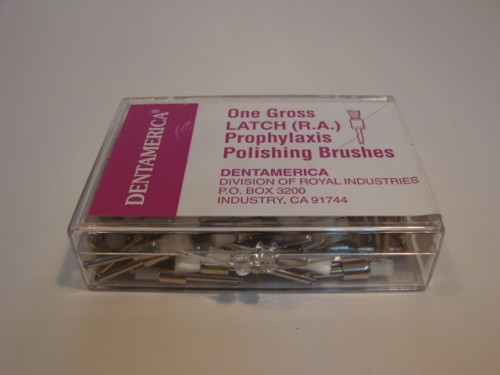 DENTAMERICA®
One Gross
LATCH (R.A.)
Prophylaxis
Polishing Brushes
DENTAMERICA
DIVISION OF ROYAL INDUSTRIES
P.O. BOX 3200
INDUSTRY, CA 91744